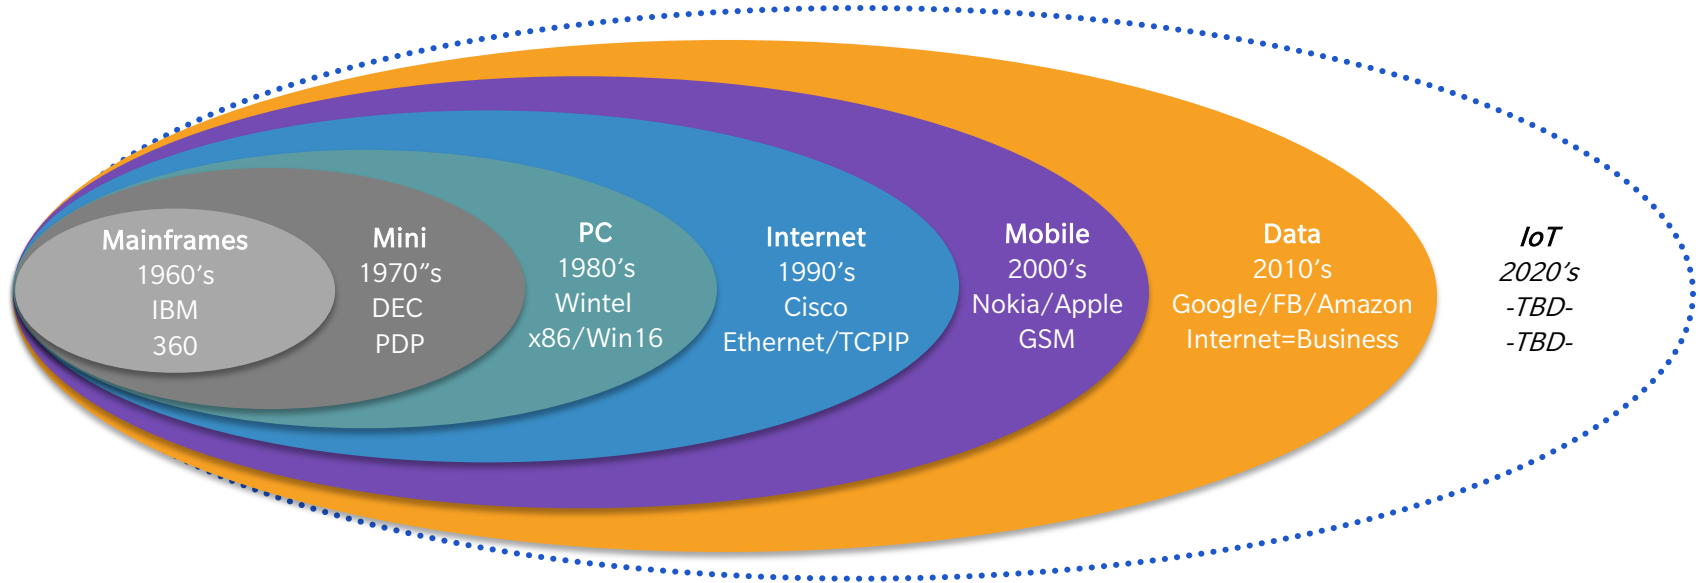 Mainframes
1960's
IBM
360
Mini
1970"s
DEC
PDP
PC
1980's
Wintel
x86/Win16
Internet
1990's
Cisco
Ethernet/TCPIP
Mobile
2000's
Nokia/Apple
GSM
Data
2010's
Google/FB/Amazon
Internet=Business
IoT
2020's
-TBD-
-TBD-